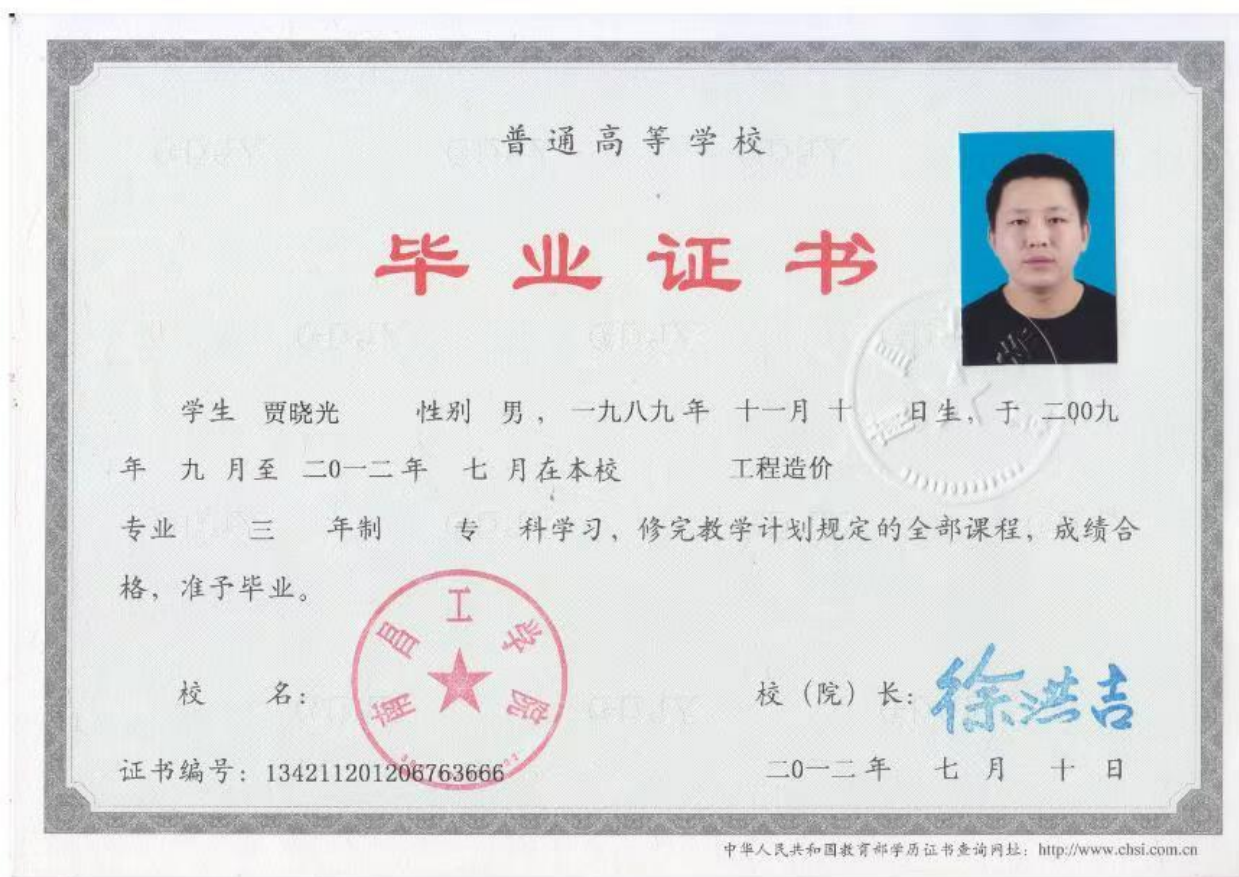 普通高等学校
毕业证书
学生 贾晓光 性别 男，一九八九年 十一月 十 日生，于 二00九
年 九 月至 二0一二年 七 月在本校 工程造价
专业 三 年制 专 科学习，修完教学计划规定的全部课程，成绩合
格，准予毕业。
南昌工学院
校 名： 校（院）长：徐洪吉
证书编号：134211201206763666 二0一二年 七 月 十 日
中华人民共和国教育部学历证书查询网址：http://www.chsi.com.cn